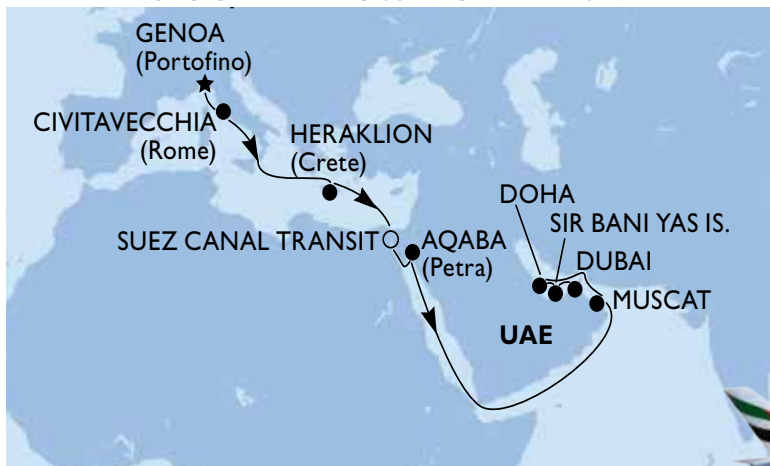 GENOA
(Portofino)
CIVITAVECCHIA
(Rome)
HERAKLION
(Crete)
DOHA
SIR BANI YAS IS.
SUEZ CANAL TRANSIT
AQABA
(Petra)
DUBAI
MUSCAT
UAE